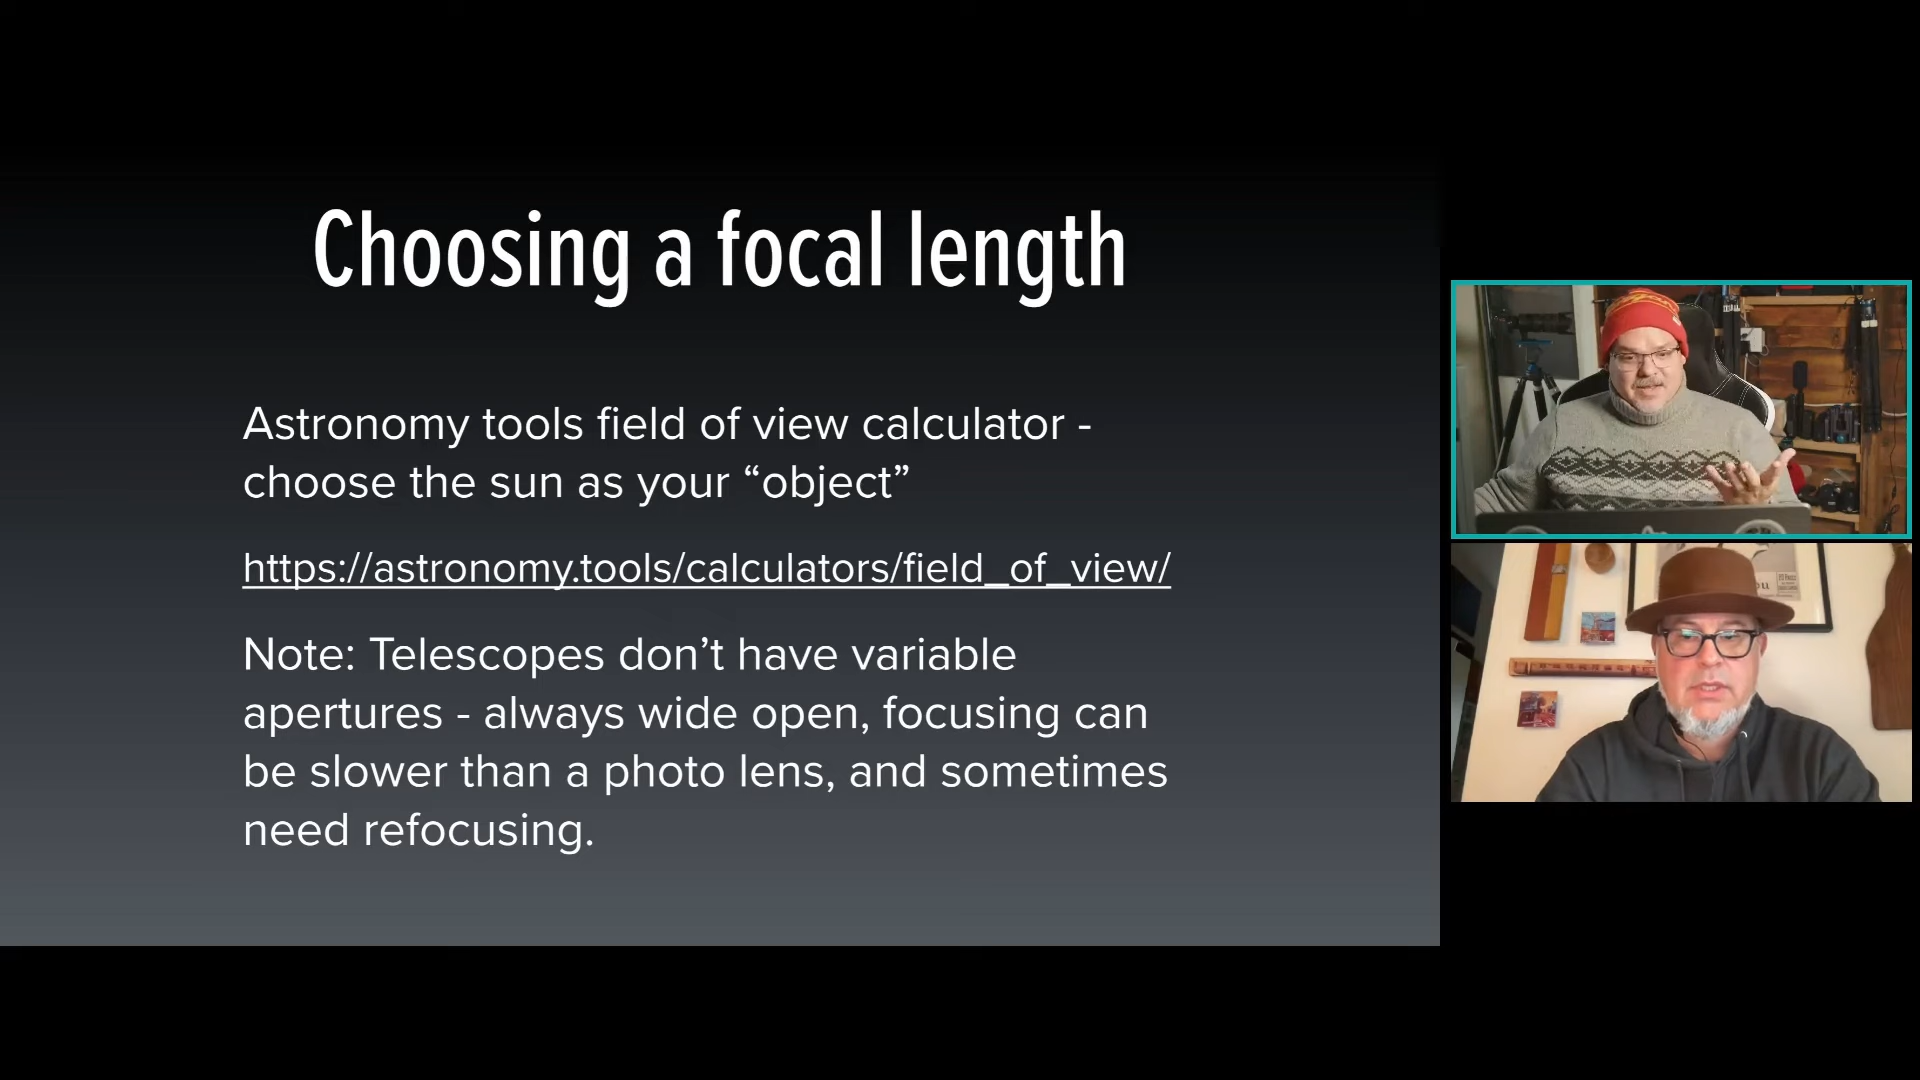 Choosing a focal length
Astronomy tools field of view calculator -
choose the sun as your “object”
https://astronomy.tools/calculators/field_of_view/
Note: Telescopes don’t have variable
apertures - always wide open, focusing can
be slower than a photo lens, and sometimes
need refocusing.